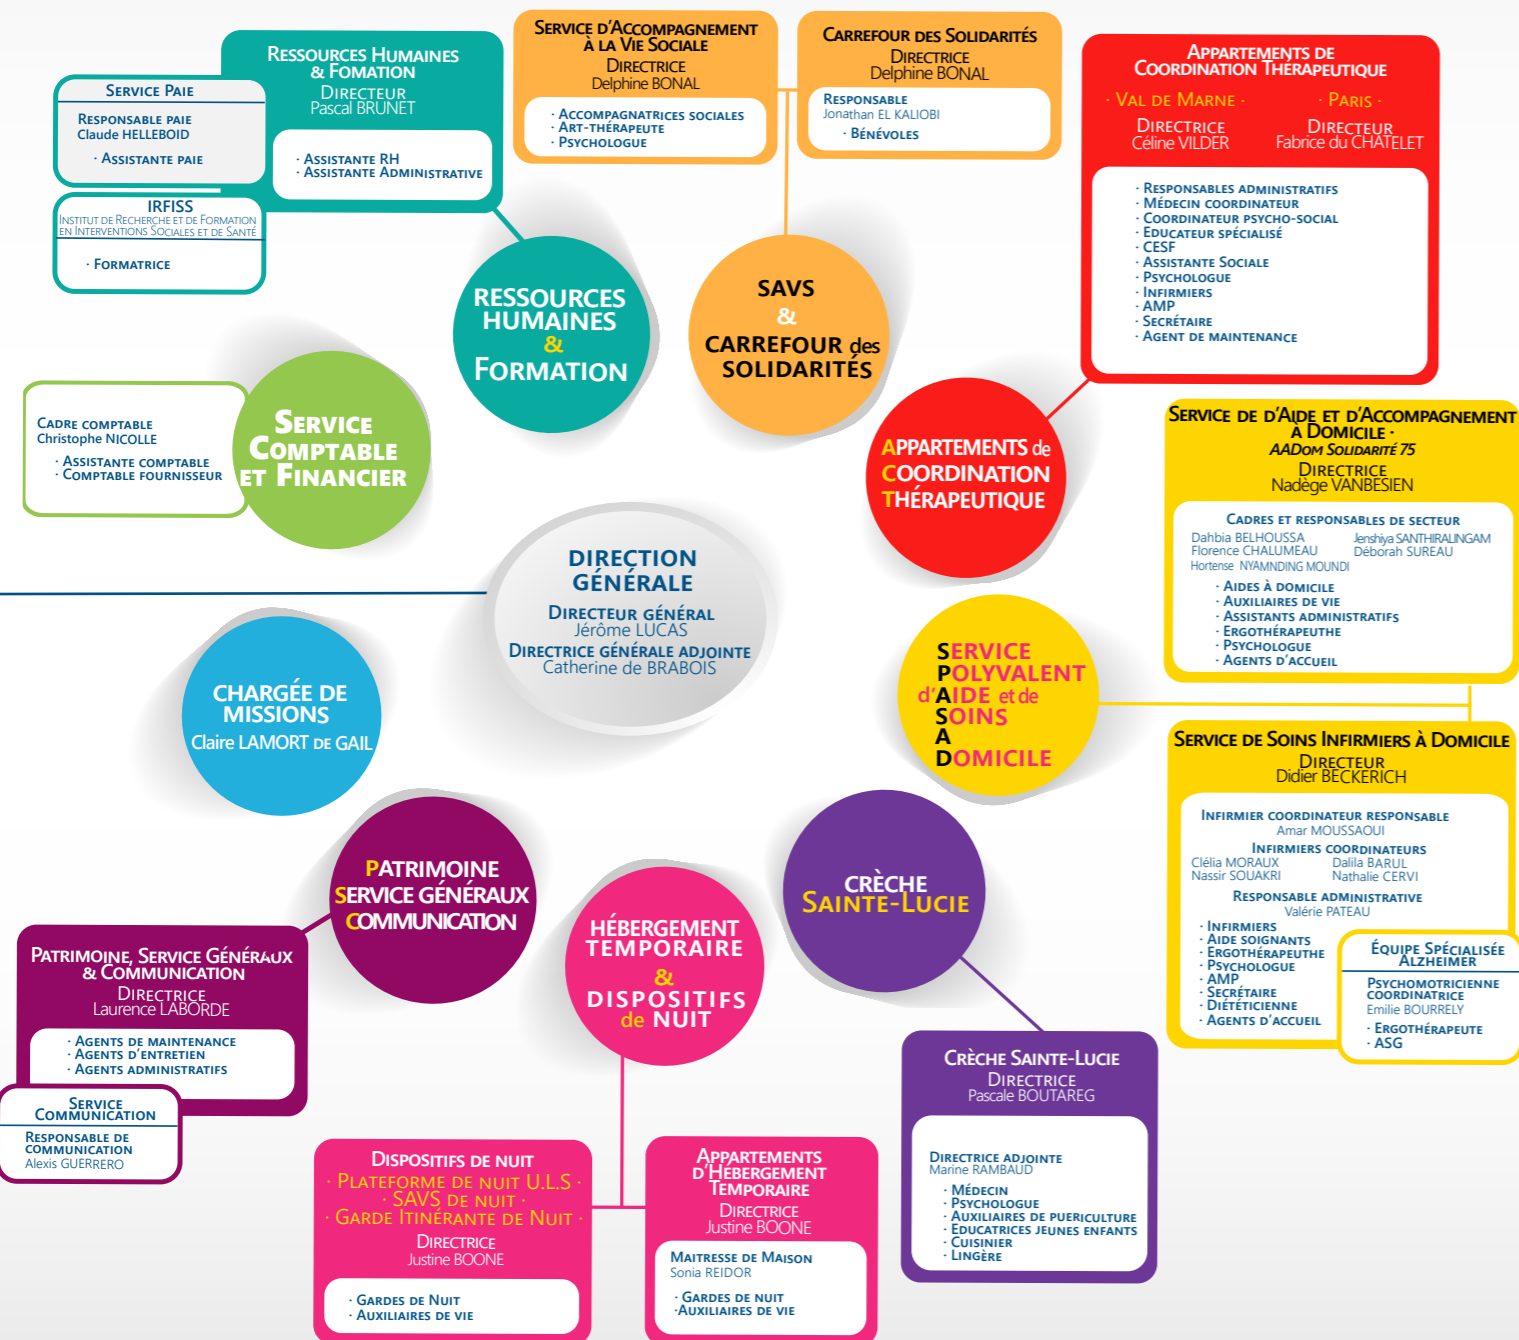 Ressources Humaines
& Fomation
Directeur
Pascal BRUNET
· Assistante RH
· Assistante Administrative
Service Paie
Responsable paie
Claude HELLEBOID
· Assistante paie
IRFISS
Institut de Recherche et de Formation
en Interventions Sociales et de Santé
· Formatrice
Service d'Accompagnement
à la Vie Sociale
Directrice
Delphine BONAL
· Accompagnatrices sociales
· Art-thérapeute
· Psychologue
Carrefour des Solidarités
Directrice
Delphine BONAL
Responsable
Jonathan EL KALIOBI
· Bénévoles
Appartements de
Coordination Thérapeutique
· Val de Marne ·
Directrice
Céline VILDER
· Paris ·
Directeur
Fabrice du CHATELET
· Responsables administratifs
· Médecin coordinateur
· Coordinateur psycho-social
· Educateur spécialisé
· CESF
· Assistante Sociale
· Psychologue
· Infirmiers
· AMP
· Secrétaire
· Agent de maintenance
RESSOURCES
HUMAINES
&
Formation
SAVS
&
CARREFOUR des
SOLIDARITÉS
APPARTEMENTS de
COORDINATION
THÉRAPEUTIQUE
Cadre comptable
Christophe NICOLLE
· Assistante comptable
· Comptable fournisseur
Service
Comptable
et Financier
DIRECTION
GÉNÉRALE
Directeur général
Jérôme LUCAS
Directrice générale adjointe
Catherine de BRABOIS
Service de d'Aide et d'Accompagnement
à Domicile ·
AADom Solidarité 75
Directrice
Nadège VANBESIEN
Cadres et responsables de secteur
Dahbia BELHOUSSA Jenshiya SANTHIRALINGAM
Florence CHALUMEAU Déborah SUREAU
Hortense NYAMNDING MOUNDI
· Aides à domicile
· Auxiliaires de vie
· Assistants administratifs
· Ergothérapeuthe
· Psychologue
· Agents d'accueil
SERVICE
POLYVALENT
d'AIDE et de
SOINS
A
DOMICILE
CHARGÉE DE
MISSIONS
Claire LAMORT de GAIL
Service de Soins Infirmiers à Domicile
Directeur
Didier BECKERICH
Infirmier coordinateur responsable
Amar MOUSSAOUI
Infirmiers coordinateurs
Clélia MORAUX Dalila BARUL
Nassir SOUAKRI Nathalie CERVI
Responsable administrative
Valérie PATEAU
· Infirmiers
· Aide soignants
· Ergothérapeuthe
· Psychologue
· AMP
· Secrétaire
· Diététicienne
· Agents d'accueil
Équipe Spécialisée
Alzheimer
Psychomotricienne
coordinatrice
Emilie BOURRELY
· Ergothérapeute
· ASG
PATRIMOINE
SERVICE GÉNÉRAUX
COMMUNICATION
HÉBERGEMENT
TEMPORAIRE
&
DISPOSITIFS
de NUIT
CRÈCHE
Sainte-Lucie
Patrimoine, Service Généraux
& Communication
Directrice
Laurence LABORDE
· Agents de maintenance
· Agents d'entretien
· Agents administratifs
Service
Communication
Responsable de
communication
Alexis GUERRERO
Crèche Sainte-Lucie
Directrice
Pascale BOUTAREG
Directrice adjointe
Marine RAMBAUD
· Médecin
· Psychologue
· Auxiliaires de puericulture
· Educatrices jeunes enfants
· Cuisinier
· Lingère
Dispositifs de nuit
· Plateforme de nuit U.L.S ·
· SAVS de nuit ·
· Garde Itinérante de Nuit ·
Directrice
Justine BOONE
· Gardes de Nuit
· Auxiliaires de vie
Appartements
d'Hébergement
Temporaire
Directrice
Justine BOONE
Maitresse de Maison
Sonia REIDOR
· Gardes de nuit
·Auxiliaires de vie